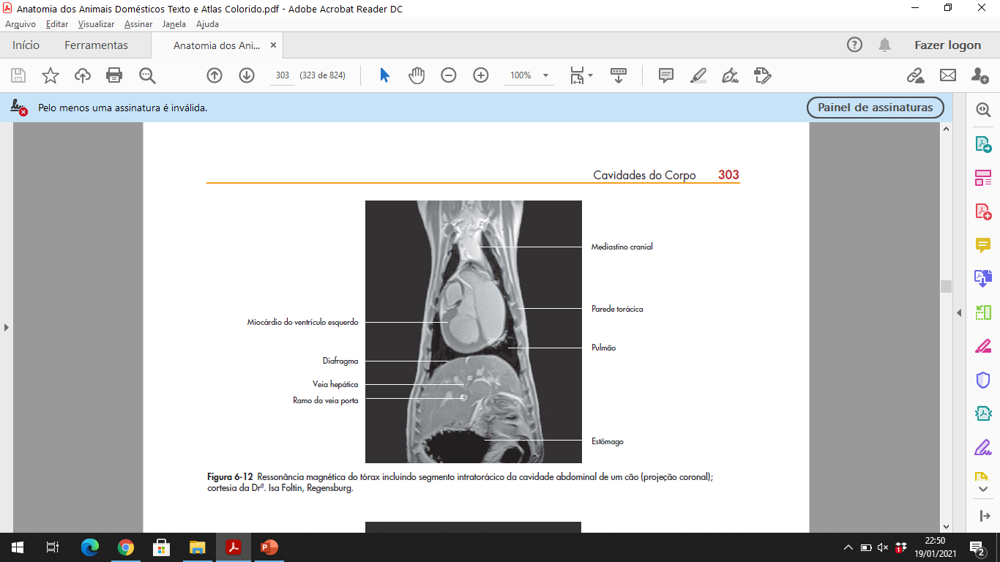 Anatomia dos Animais Domésticos Texto e Atlas Colorido.pdf - Adobe Acrobat Reader DC
Arquivo Editar Visualizar Assinar Janela Ajuda
Início Ferramentas Anatomia dos Ani... Fazer logon
303 (323 de 824) 100%
Pelo menos uma assinatura é inválida. Painel de assinaturas
Cavidades do Corpo 303
Mediastino cranial
Parede torácica
Miocárdio do ventrículo esquerdo
Pulmão
Diafragma
Veia hepática
Ramo da veia porta
Estômago
Figura 6-12 Ressonância magnética do tórax incluindo segmento intratorácico da cavidade abdominal de um cão (projeção coronal);
cortesia da Drª. Isa Foltin, Regensburg.
22:50
19/01/2021
1
2